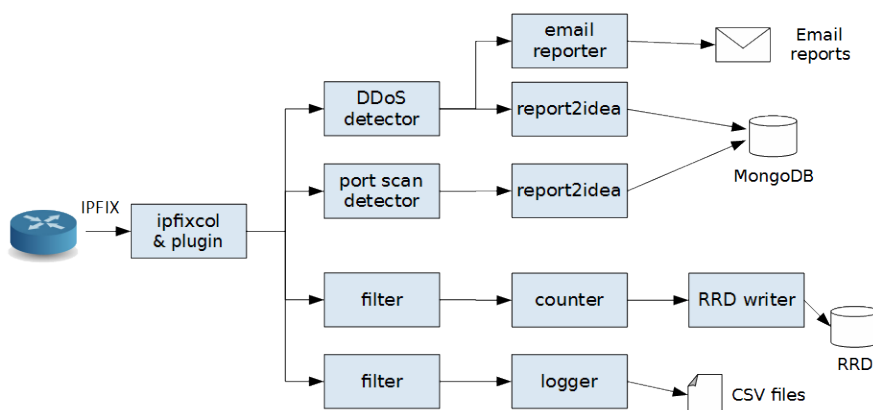 email
reporter
Email
reports
DDoS
detector
report2idea
MongoDB
port scan
detector
report2idea
IPFIX
ipfixcol
& plugin
filter
counter
RRD writer
RRD
filter
logger
CSV files